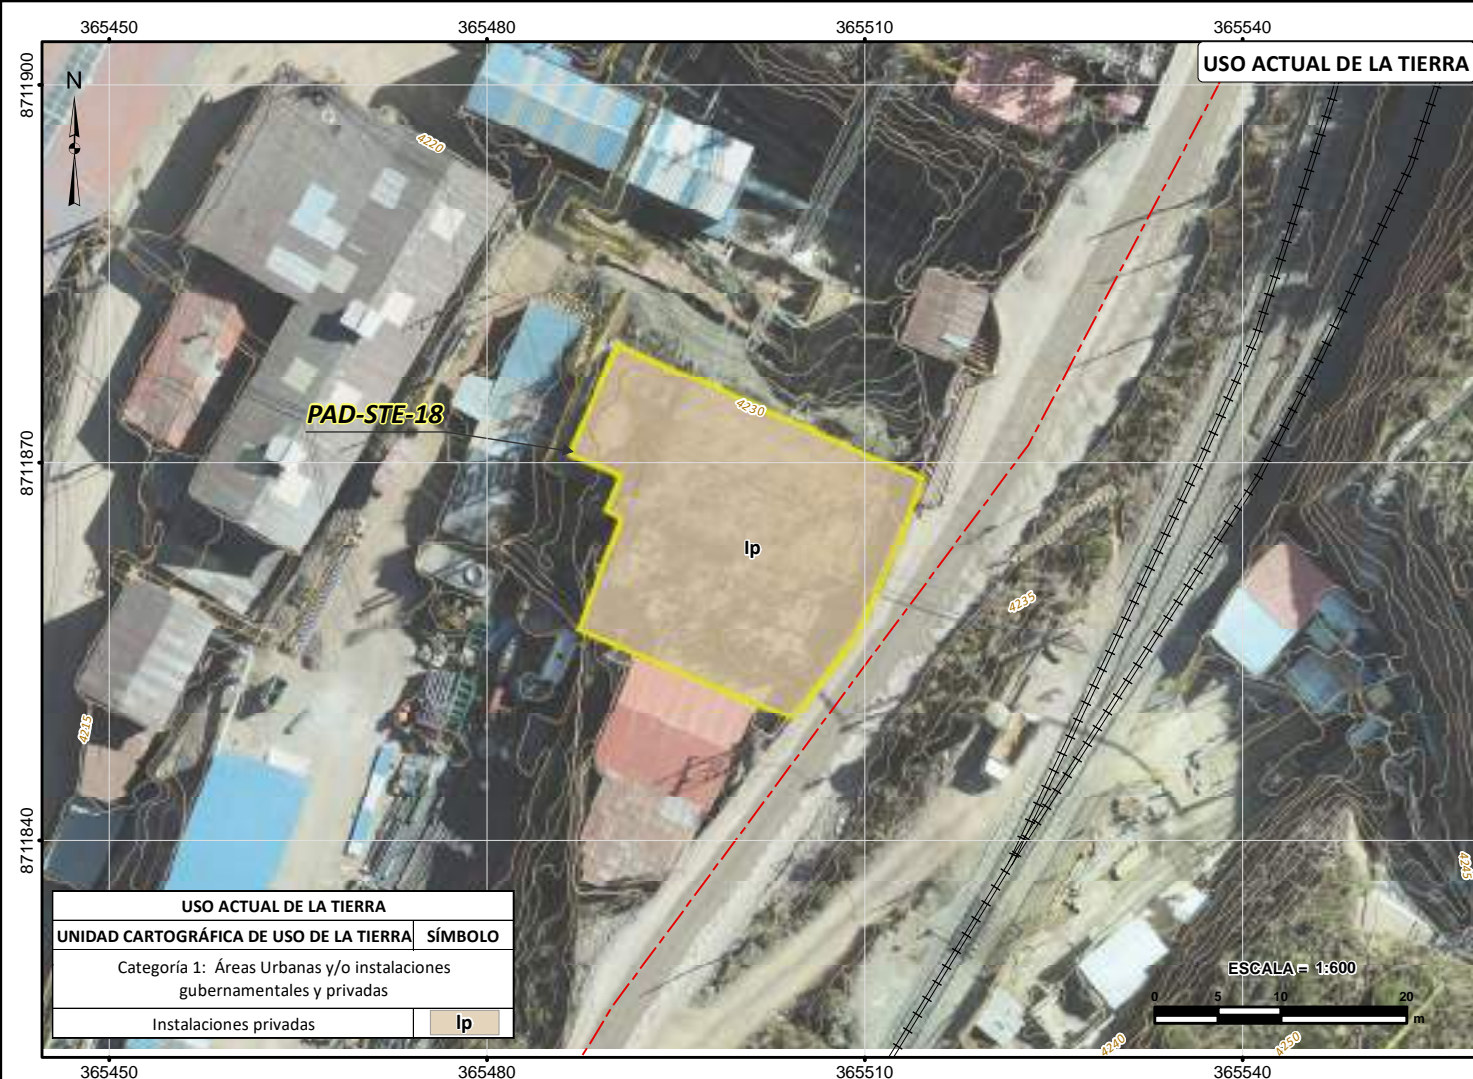 365450
365480
365510
365540
USO ACTUAL DE LA TIERRA
8711900
N
4220
PAD-STE-18
4230
8711870
Ip
4235
4215
8711840
4245
USO ACTUAL DE LA TIERRA
UNIDAD CARTOGRÁFICA DE USO DE LA TIERRA SÍMBOLO
Categoría 1: Áreas Urbanas y/o instalaciones
gubernamentales y privadas
Instalaciones privadas Ip
ESCALA = 1:600
0 5 10 20
m
4240
4250
365450
365480
365510
365540